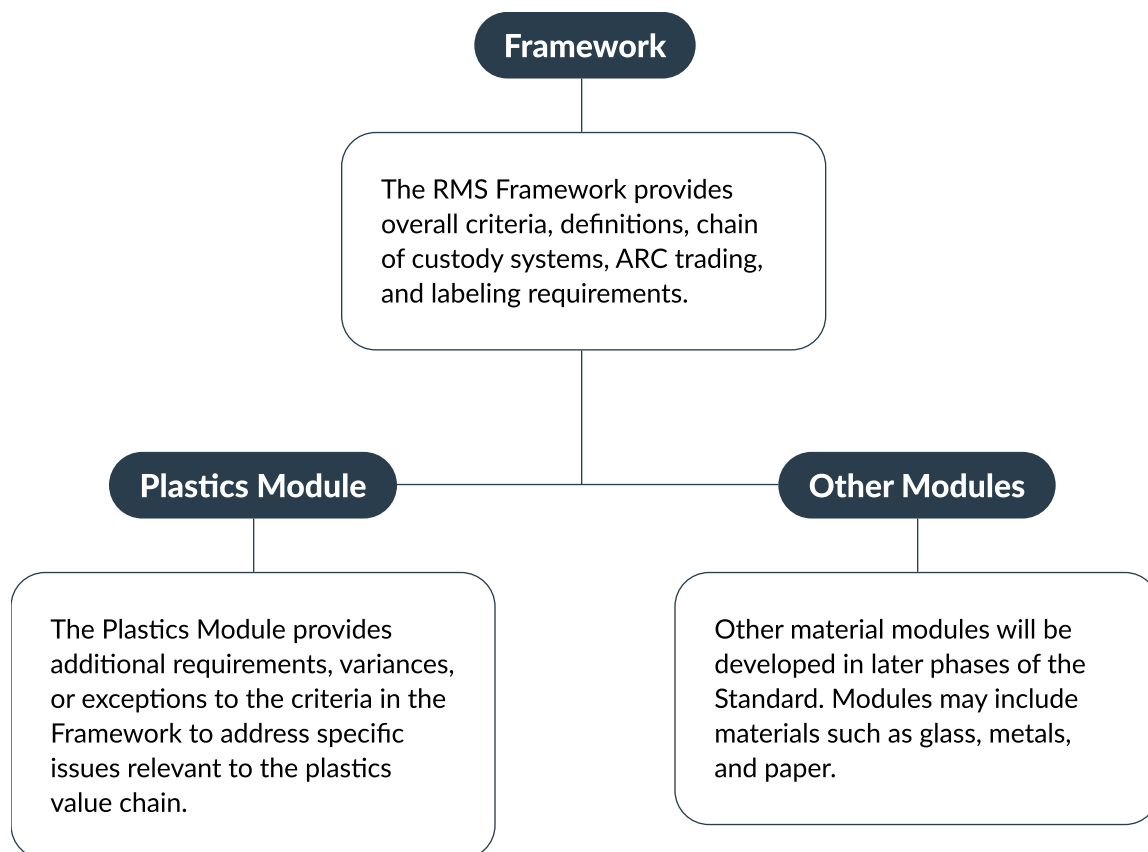 Framework
The RMS Framework provides
overall criteria, definitions, chain
of custody systems, ARC trading,
and labeling requirements.
Plastics Module
The Plastics Module provides
additional requirements, variances,
or exceptions to the criteria in the
Framework to address specific
issues relevant to the plastics
value chain.
Other Modules
Other material modules will be
developed in later phases of the
Standard. Modules may include
materials such as glass, metals,
and paper.